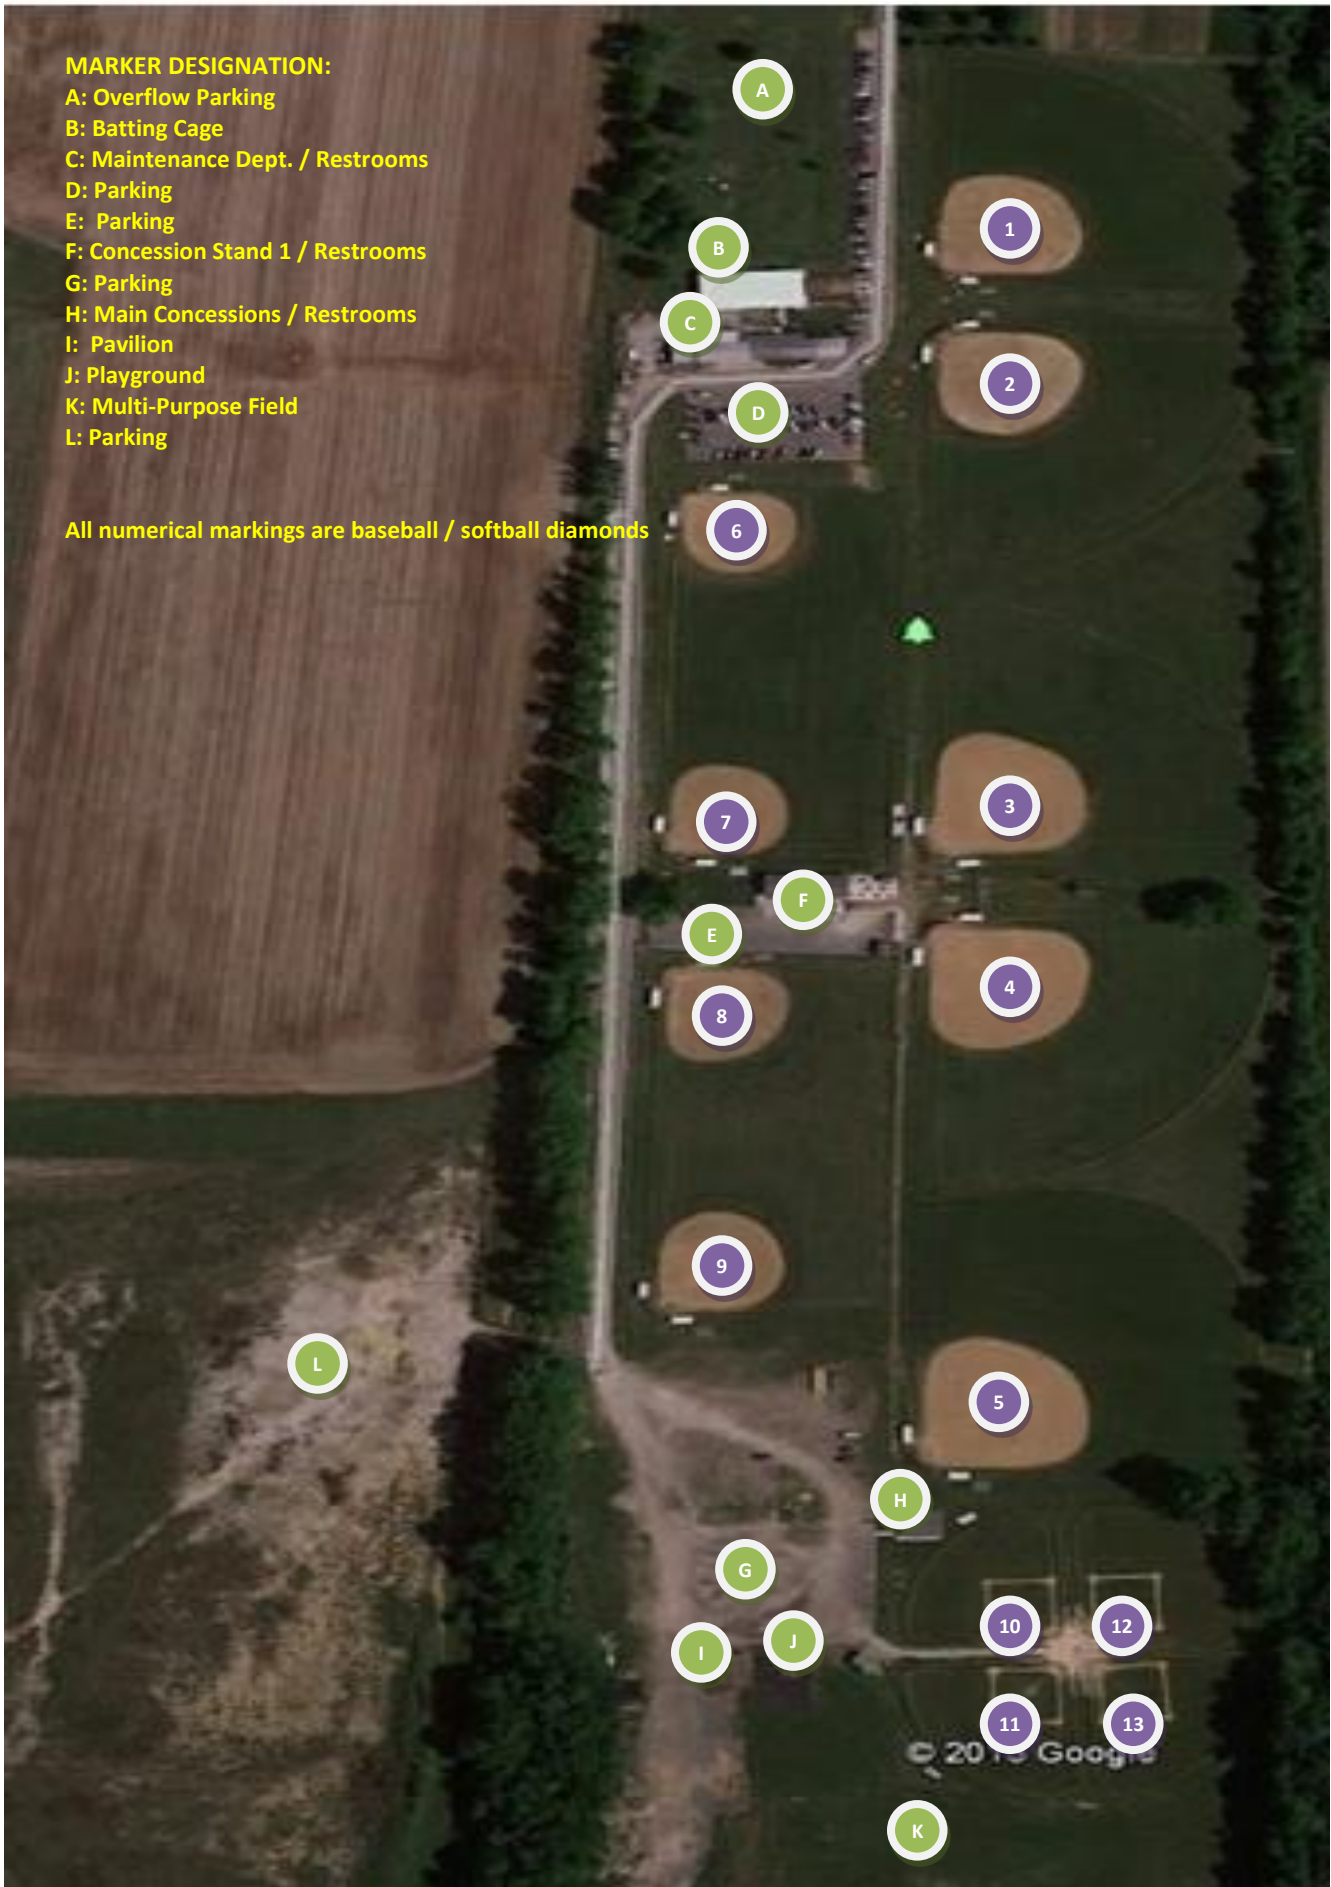 MARKER DESIGNATION:
A: Overflow Parking
B: Batting Cage
C: Maintenance Dept. / Restrooms
D: Parking
E:  Parking
F: Concession Stand 1 / Restrooms
G: Parking
H: Main Concessions / Restrooms
I:  Pavilion
J: Playground
K: Multi-Purpose Field
L: Parking
All numerical markings are baseball / softball diamonds
A
1
B
C
2
D
6
3
7
F
E
4
8
9
L
5
H
G
10
12
J
I
11
13
© Google
K